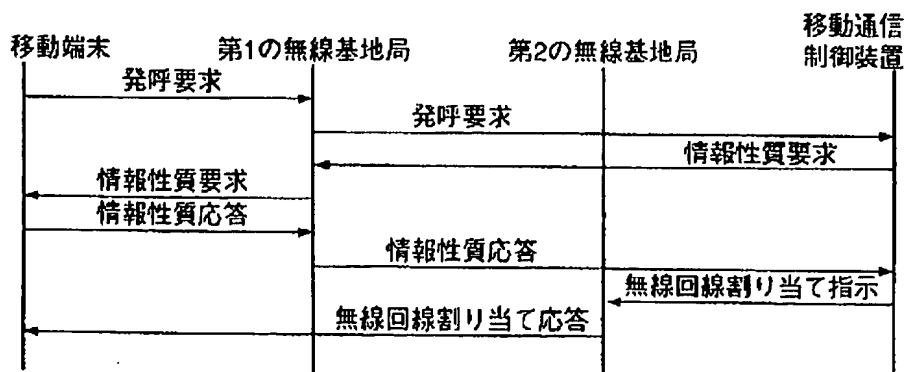 移動端末
第1の無線基地局
第2の無線基地局
移動通信
制御装置
発呼要求
発呼要求
情報性質要求
情報性質要求
情報性質応答
情報性質応答
無線回線割り当て指示
無線回線割り当て応答